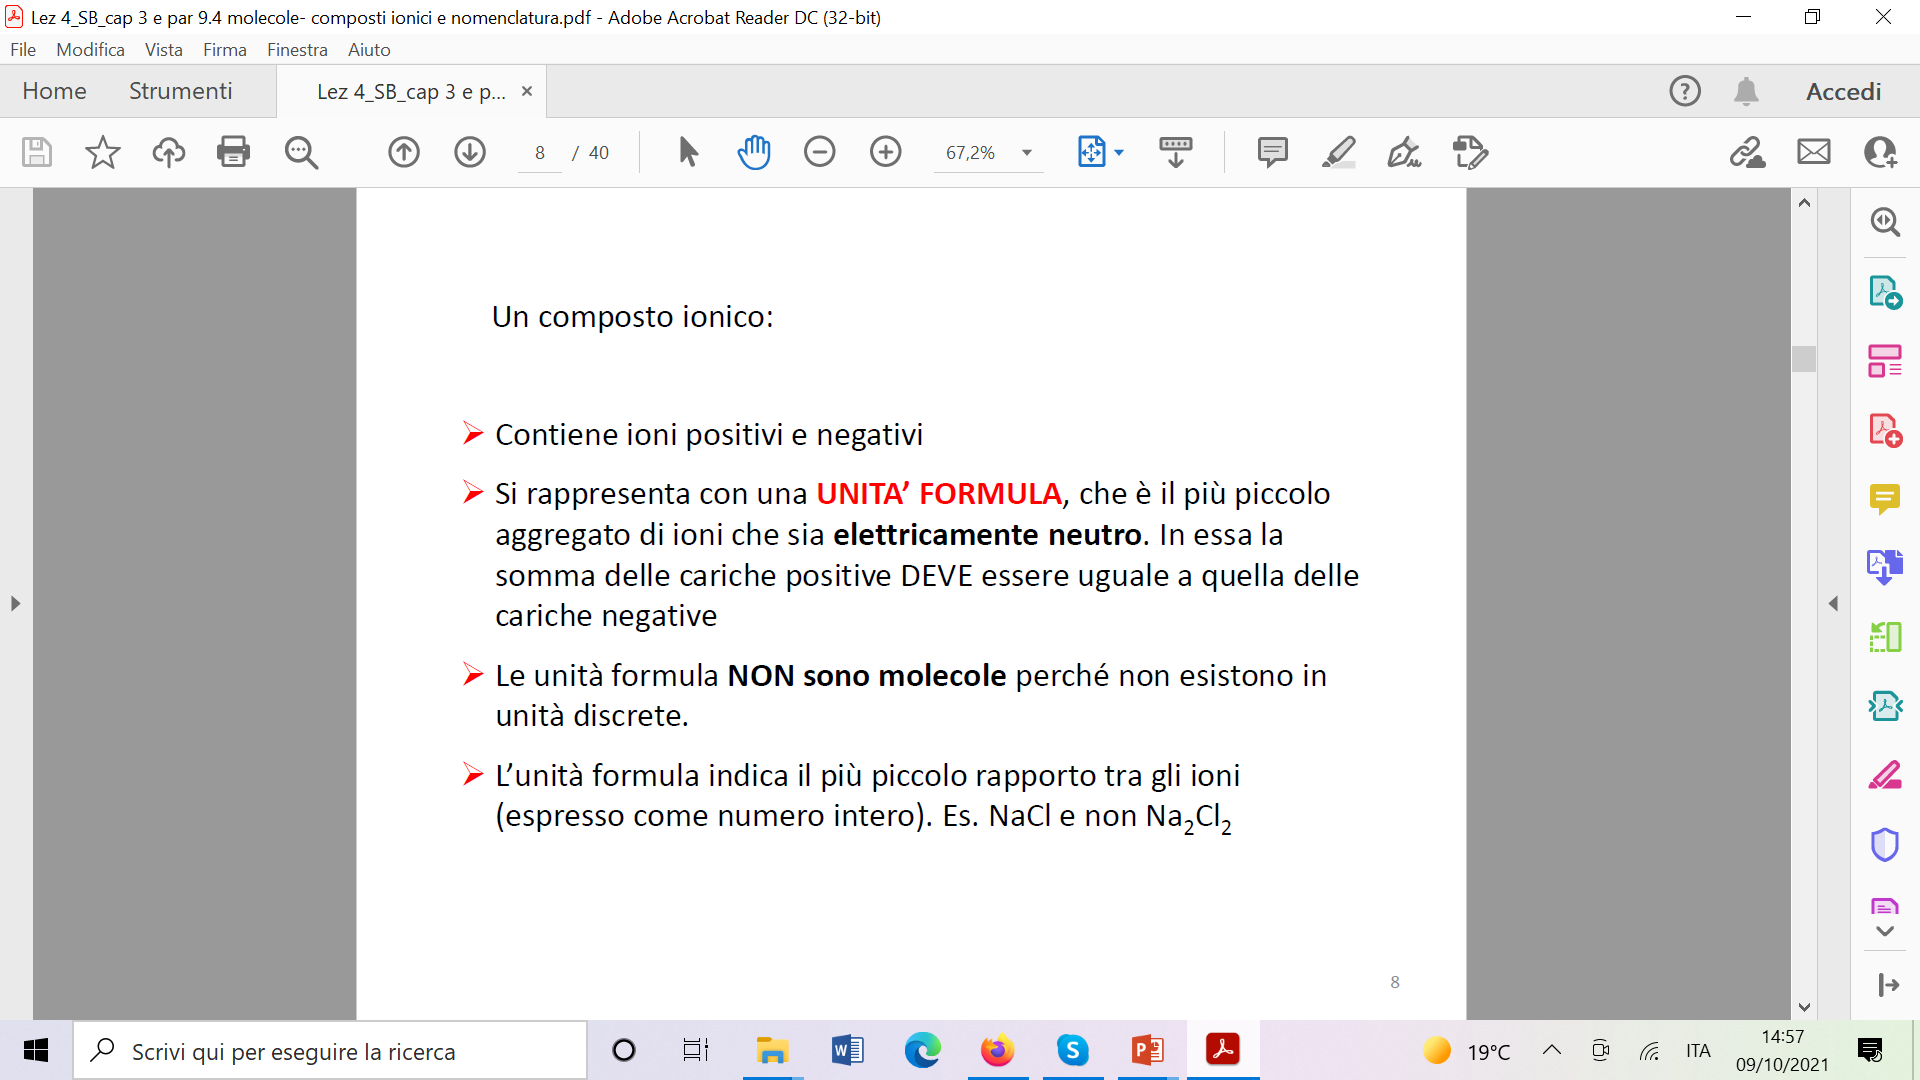 Lez 4_SB_cap 3 e par 9.4 molecole- composti ionici e nomenclatura.pdf - Adobe Acrobat Reader DC (32-bit)
File Modifica Vista Firma Finestra Aiuto
Home Strumenti Lez 4_SB_cap 3 e p... × Accedi
8 / 40 67,2%
Un composto ionico:
Contiene ioni positivi e negativi
Si rappresenta con una UNITA’ FORMULA, che è il più piccolo
aggregato di ioni che sia elettricamente neutro. In essa la
somma delle cariche positive DEVE essere uguale a quella delle
cariche negative
Le unità formula NON sono molecole perché non esistono in
unità discrete.
L’unità formula indica il più piccolo rapporto tra gli ioni
(espresso come numero intero). Es. NaCl e non Na₂Cl₂
8
Scrivi qui per eseguire la ricerca 19°C ITA 14:57
09/10/2021